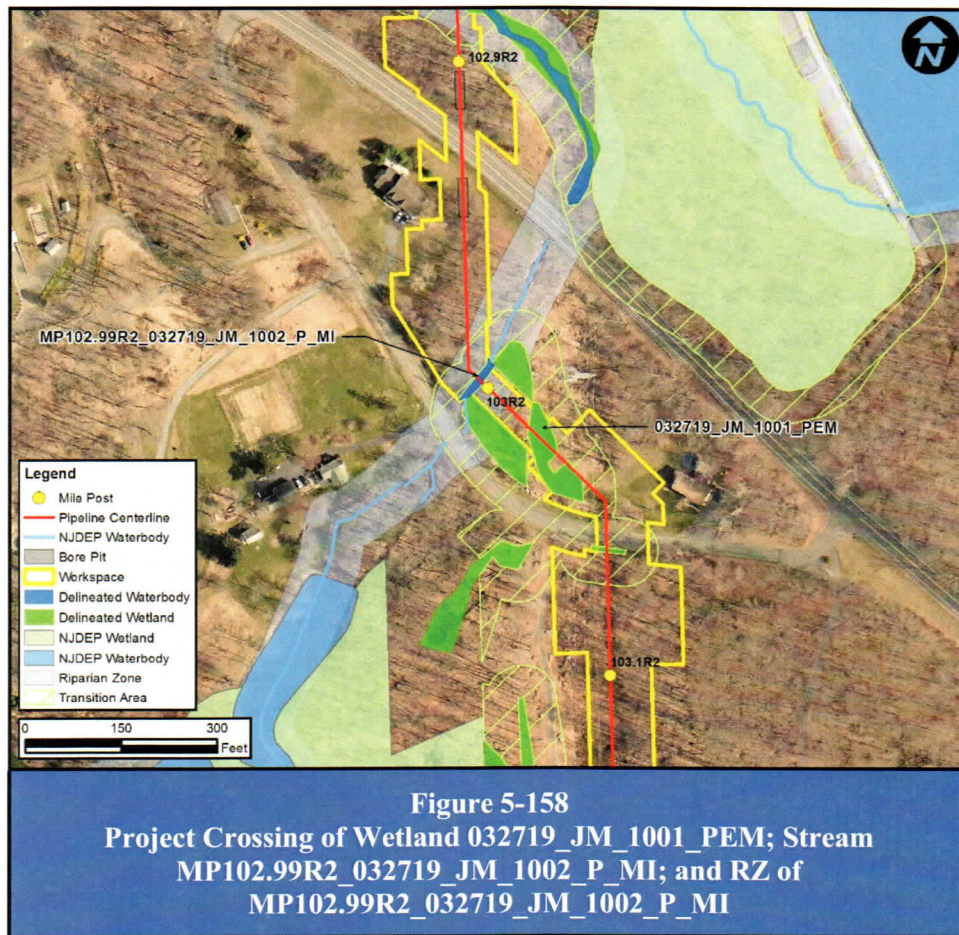 N
102.9R2
MP102.99R2_032719_JM_1002_P_MI
103R2
032719_JM_1001_PEM
103.1R2
Legend
Mile Post
Pipeline Centerline
NJDEP Waterbody
Bore Pit
Workspace
Delineated Waterbody
Delineated Wetland
NJDEP Wetland
NJDEP Waterbody
Riparian Zone
Transition Area
0 150 300
Feet
Figure 5-158
Project Crossing of Wetland 032719_JM_1001_PEM; Stream
MP102.99R2_032719_JM_1002_P_MI; and RZ of
MP102.99R2_032719_JM_1002_P_MI